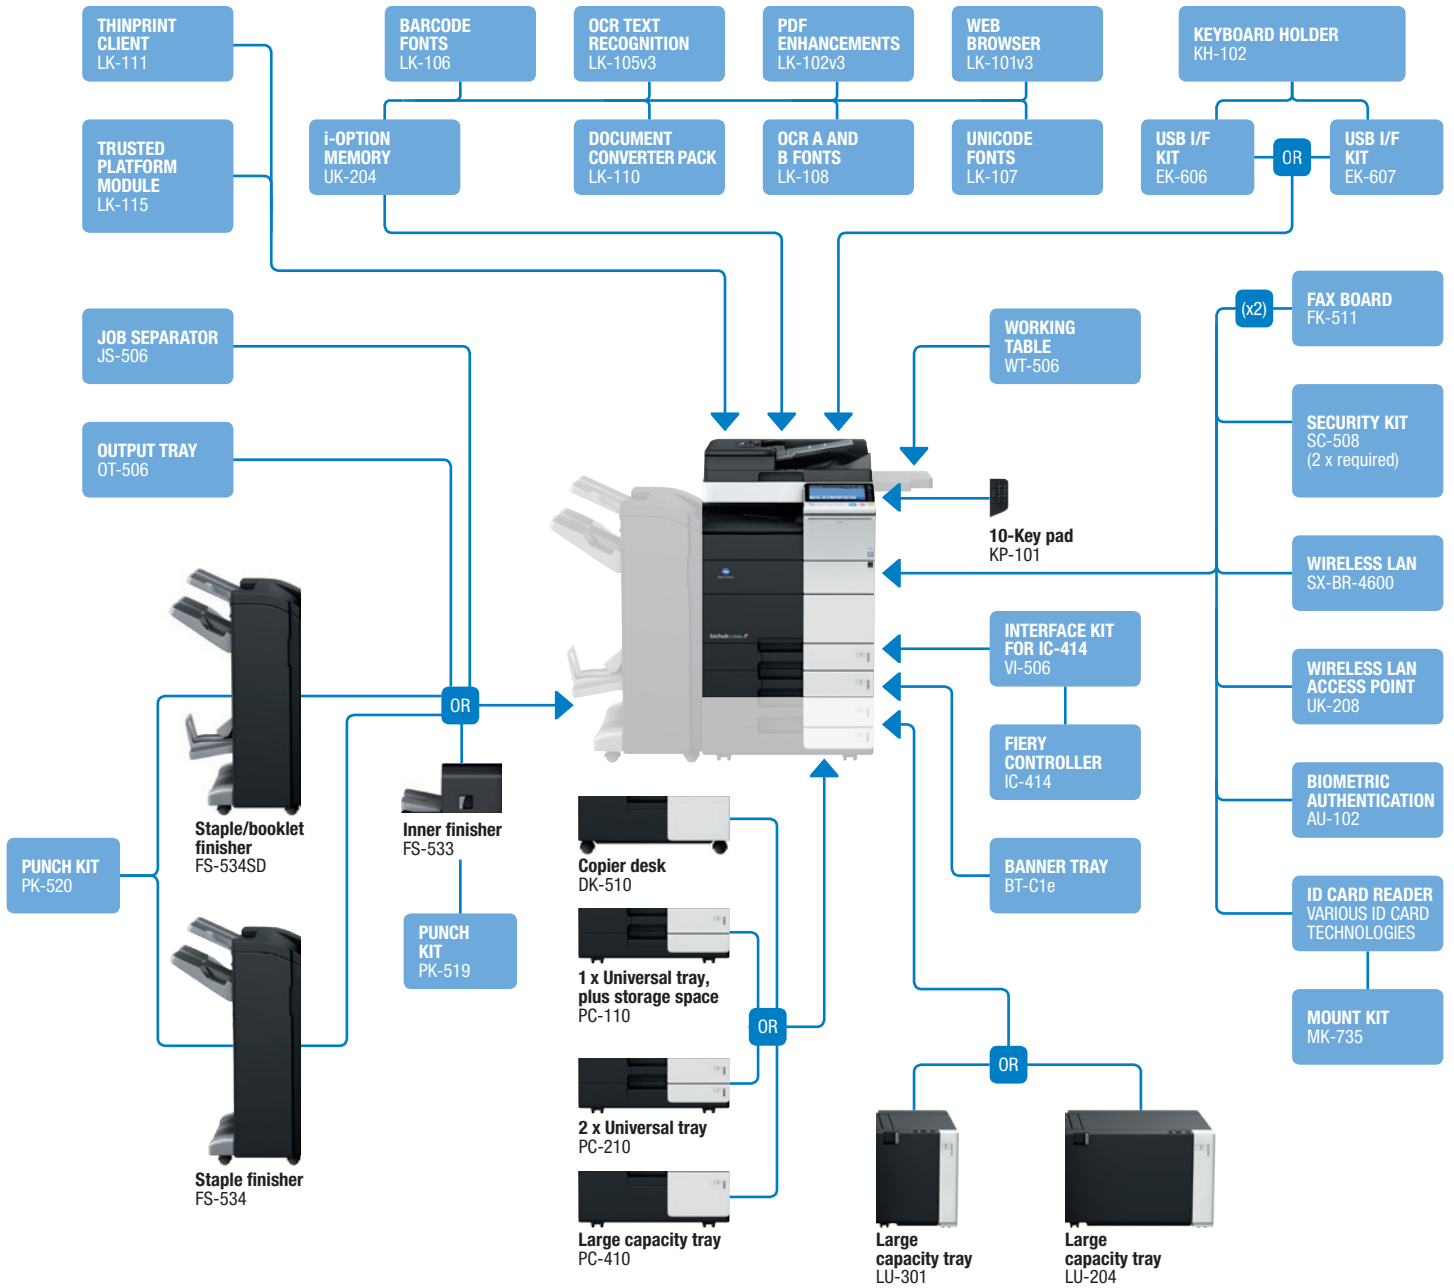 THINPRINT
CLIENT
LK-111
BARCODE
FONTS
LK-106
OCR TEXT
RECOGNITION
LK-105v3
PDF
ENHANCEMENTS
LK-102v3
WEB
BROWSER
LK-101v3
KEYBOARD HOLDER
KH-102
TRUSTED
PLATFORM
MODULE
LK-115
i-OPTION
MEMORY
UK-204
DOCUMENT
CONVERTER PACK
LK-110
OCR A AND
B FONTS
LK-108
UNICODE
FONTS
LK-107
USB I/F
KIT
EK-606
OR
USB I/F
KIT
EK-607
JOB SEPARATOR
JS-506
WORKING
TABLE
WT-506
(x2)
FAX BOARD
FK-511
OUTPUT TRAY
OT-506
SECURITY KIT
SC-508
(2 x required)
10-Key pad
KP-101
WIRELESS LAN
SX-BR-4600
INTERFACE KIT
FOR IC-414
VI-506
WIRELESS LAN
ACCESS POINT
UK-208
OR
FIERY
CONTROLLER
IC-414
BIOMETRIC
AUTHENTICATION
AU-102
Staple/booklet
finisher
FS-534SD
Inner finisher
FS-533
PUNCH KIT
PK-520
Copier desk
DK-510
BANNER TRAY
BT-C1e
ID CARD READER
VARIOUS ID CARD
TECHNOLOGIES
PUNCH
KIT
PK-519
1 x Universal tray,
plus storage space
PC-110
OR
MOUNT KIT
MK-735
OR
2 x Universal tray
PC-210
Staple finisher
FS-534
Large capacity tray
PC-410
Large
capacity tray
LU-301
Large
capacity tray
LU-204